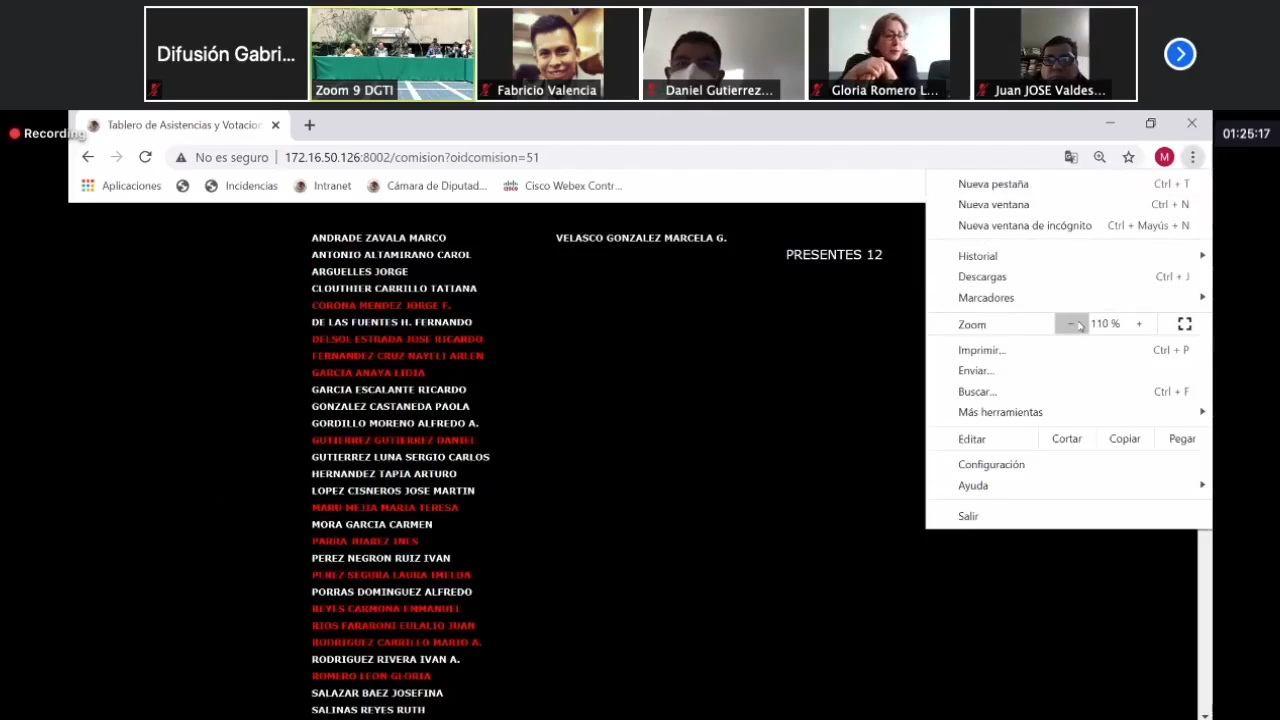 Difusión Gabri...
Zoom 9 DGTI
Fabricio Valencia
Daniel Gutierrez...
Gloria Romero L...
Juan JOSE Valdes...
Recording
01:25:17
Tablero de Asistencias y Votacion
No es seguro
172.16.50.126:8002/comision?oidcomision=51
M
Aplicaciones
Incidencias
Intranet
Cámara de Diputad...
Cisco Webex Contr...
ANDRADE ZAVALA MARCO
ANTONIO ALTAMIRANO CAROL
ARGUELLES JORGE
CLOUTHIER CARRILLO TATIANA
CORONA MENDEZ JORGE F.
DE LAS FUENTES H. FERNANDO
DELSOL ESTRADA JOSE RICARDO
FERNANDEZ CRUZ NAYELI ARLEN
GARCIA ANAYA LIDIA
GARCIA ESCALANTE RICARDO
GONZALEZ CASTANEDA PAOLA
GORDILLO MORENO ALFREDO A.
GUTIERREZ GUTIERREZ DANIEL
GUTIERREZ LUNA SERGIO CARLOS
HERNANDEZ TAPIA ARTURO
LOPEZ CISNEROS JOSE MARTIN
MARU MEJIA MARIA TERESA
MORA GARCIA CARMEN
PARRA JUAREZ INES
PEREZ NEGRON RUIZ IVAN
PEREZ SEGURA LAURA IMELDA
PORRAS DOMINGUEZ ALFREDO
REYES CARMONA EMMANUEL
RIOS FARARONI EULALIO JUAN
RODRIGUEZ CARRILLO MARIO A.
RODRIGUEZ RIVERA IVAN A.
ROMERO LEON GLORIA
SALAZAR BAEZ JOSEFINA
SALINAS REYES RUTH
VELASCO GONZALEZ MARCELA G.
PRESENTES 12
Nueva pestaña Ctrl + T
Nueva ventana Ctrl + N
Nueva ventana de incógnito Ctrl + Mayús + N
Historial
Descargas Ctrl + J
Marcadores
Zoom - 110 % +
Imprimir... Ctrl + P
Enviar...
Buscar... Ctrl + F
Más herramientas
Editar Cortar Copiar Pegar
Configuración
Ayuda
Salir